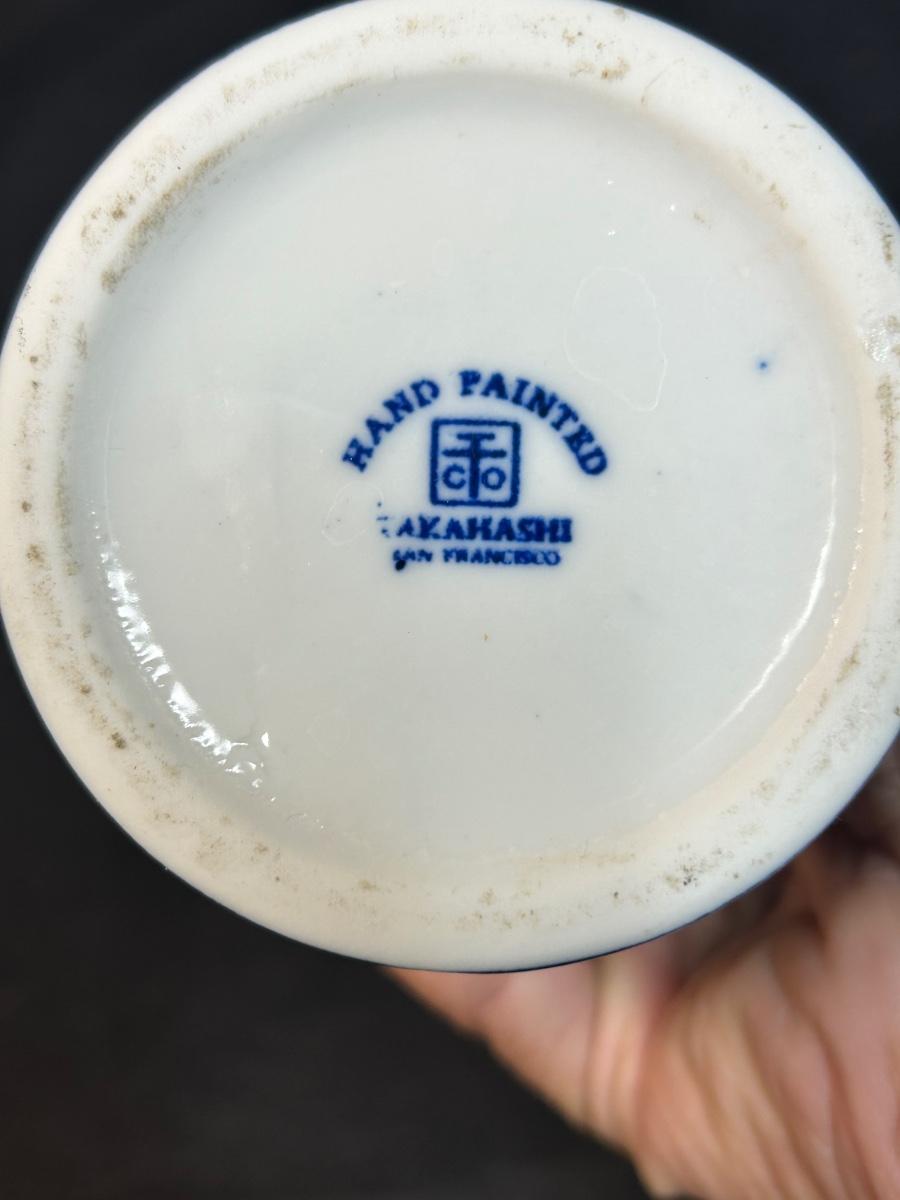 HAND PAINTED
T
C O
TAKAHASHI
SAN FRANCISCO